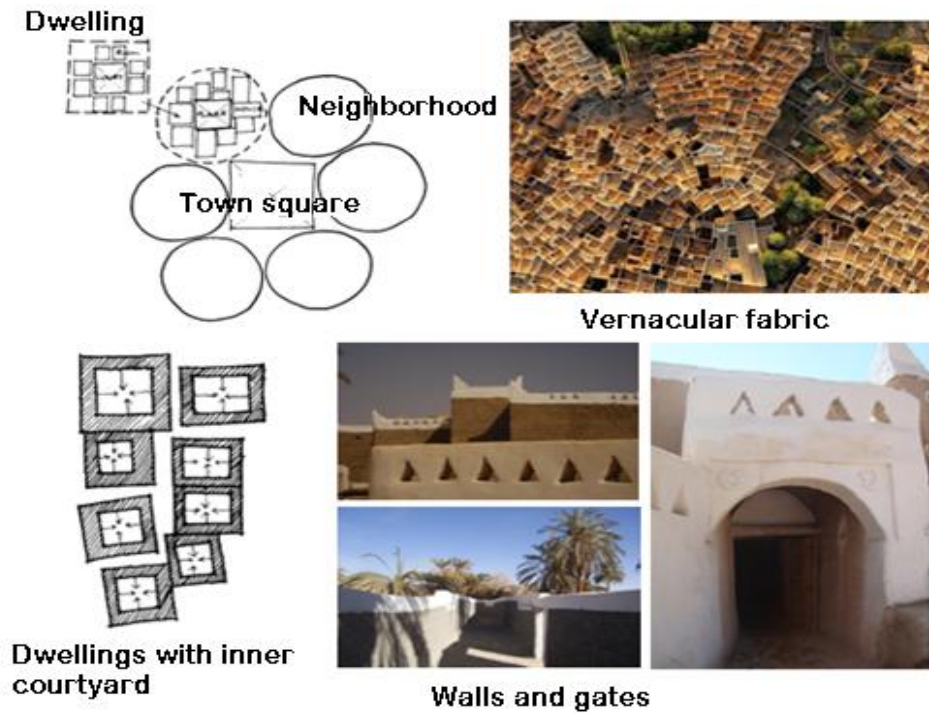 Dwelling
Neighborhood
Town square
Vernacular fabric
Dwellings with inner
courtyard
Walls and gates